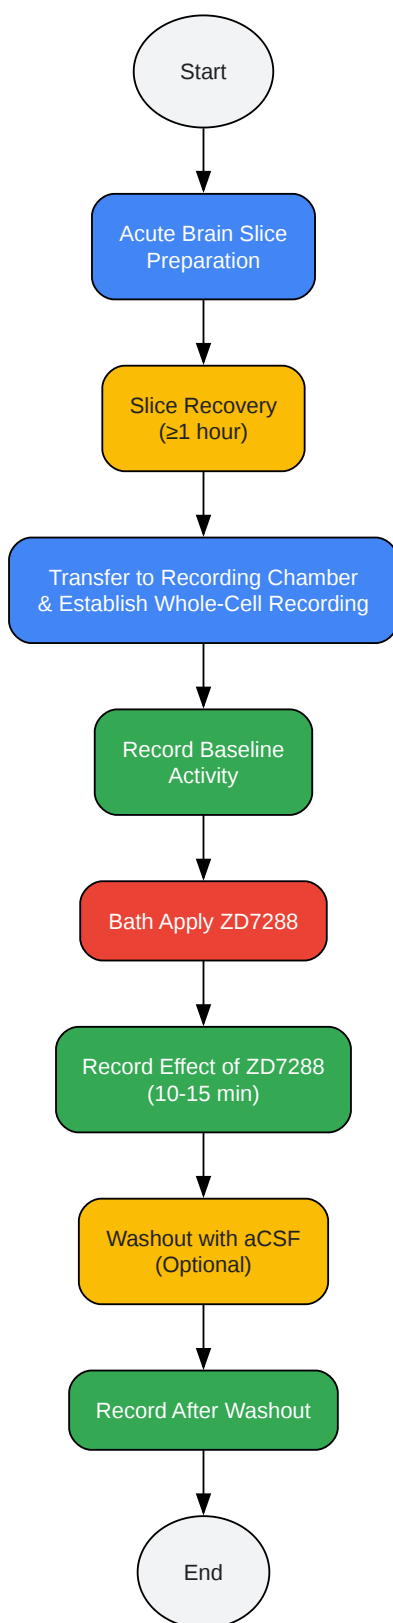 Start
Acute Brain Slice
Preparation
Slice Recovery
(≥1 hour)
Transfer to Recording Chamber
& Establish Whole-Cell Recording
Record Baseline
Activity
Bath Apply ZD7288
Record Effect of ZD7288
(10-15 min)
Washout with aCSF
(Optional)
Record After Washout
End